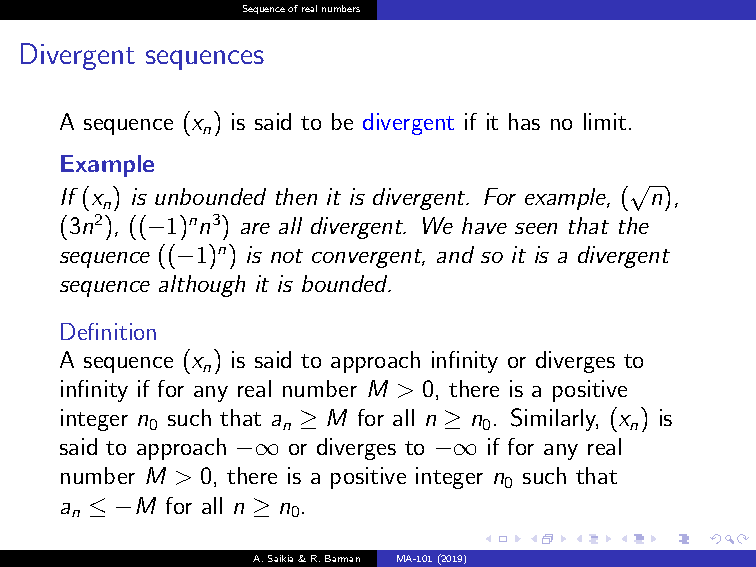 Sequence of real numbers
Divergent sequences
A sequence (xₙ) is said to be divergent if it has no limit.
Example
If (xₙ) is unbounded then it is divergent. For example, (√n),
(3n²), ((−1)ⁿn³) are all divergent. We have seen that the
sequence ((−1)ⁿ) is not convergent, and so it is a divergent
sequence although it is bounded.
Definition
A sequence (xₙ) is said to approach infinity or diverges to
infinity if for any real number M > 0, there is a positive
integer n₀ such that aₙ ≥ M for all n ≥ n₀. Similarly, (xₙ) is
said to approach −∞ or diverges to −∞ if for any real
number M > 0, there is a positive integer n₀ such that
aₙ ≤ −M for all n ≥ n₀.
A. Saikia & R. Barman MA-101 (2019)